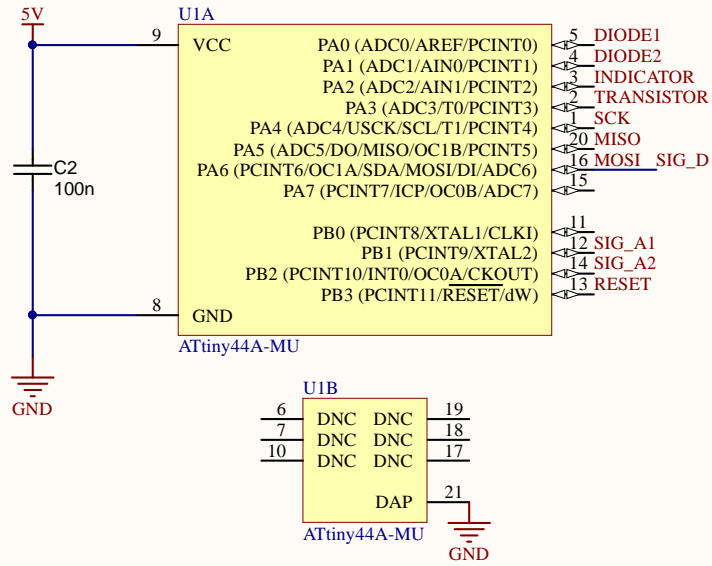 U1A
5V
9 VCC PA0 (ADC0/AREF/PCINT0) 5 DIODE1
PA1 (ADC1/AIN0/PCINT1) 4 DIODE2
PA2 (ADC2/AIN1/PCINT2) 3 INDICATOR
PA3 (ADC3/T0/PCINT3) 2 TRANSISTOR
PA4 (ADC4/USCK/SCL/T1/PCINT4) 1 SCK
PA5 (ADC5/DO/MISO/OC1B/PCINT5) 20 MISO
PA6 (PCINT6/OC1A/SDA/MOSI/DI/ADC6) 16 MOSI SIG_D
PA7 (PCINT7/ICP/OC0B/ADC7) 15
C2
100n
PB0 (PCINT8/XTAL1/CLKI) 11
PB1 (PCINT9/XTAL2) 12 SIG_A1
PB2 (PCINT10/INT0/OC0A/CKOUT) 14 SIG_A2
PB3 (PCINT11/RESET/dW) 13 RESET
8 GND
ATtiny44A-MU
GND
U1B
6 DNC DNC 19
7 DNC DNC 18
10 DNC DNC 17
DAP 21
ATtiny44A-MU
GND